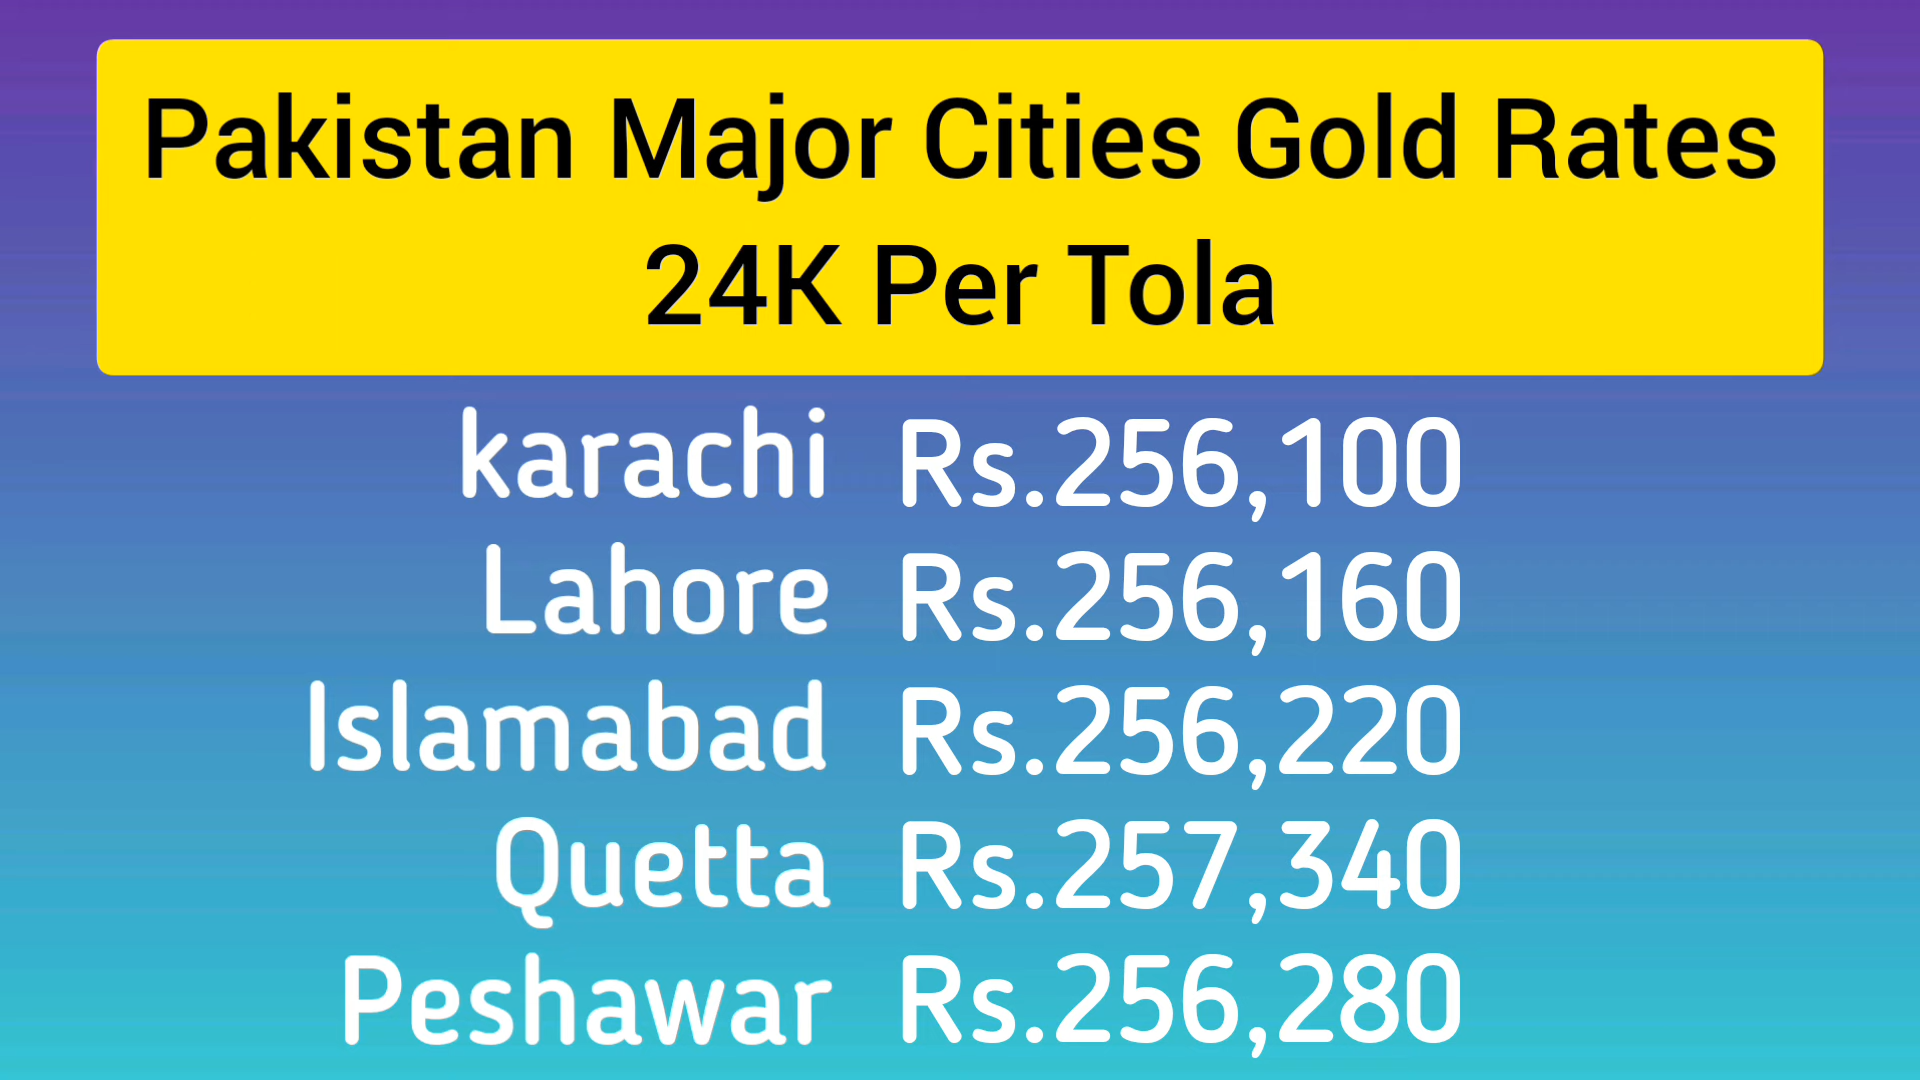 Pakistan Major Cities Gold Rates
24K Per Tola
karachi Rs.256,100
Lahore Rs.256,160
Islamabad Rs.256,220
Quetta Rs.257,340
Peshawar Rs.256,280